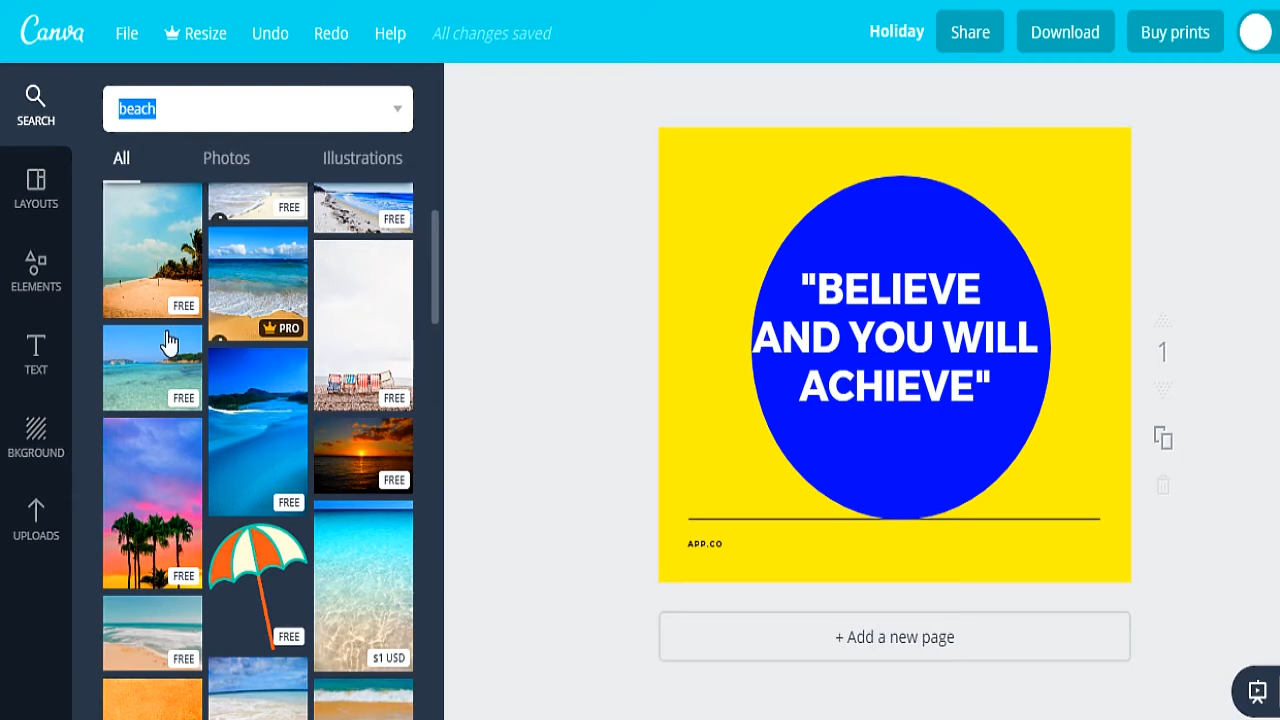 Canva File Resize Undo Redo Help All changes saved Holiday Share Download Buy prints
SEARCH
LAYOUTS
ELEMENTS
TEXT
BKGROUND
UPLOADS
beach
All Photos Illustrations
FREE
FREE
FREE
PRO
FREE
FREE
FREE
FREE
FREE
FREE
FREE
$1 USD
"BELIEVE
AND YOU WILL
ACHIEVE"
APP.CO
1
+ Add a new page